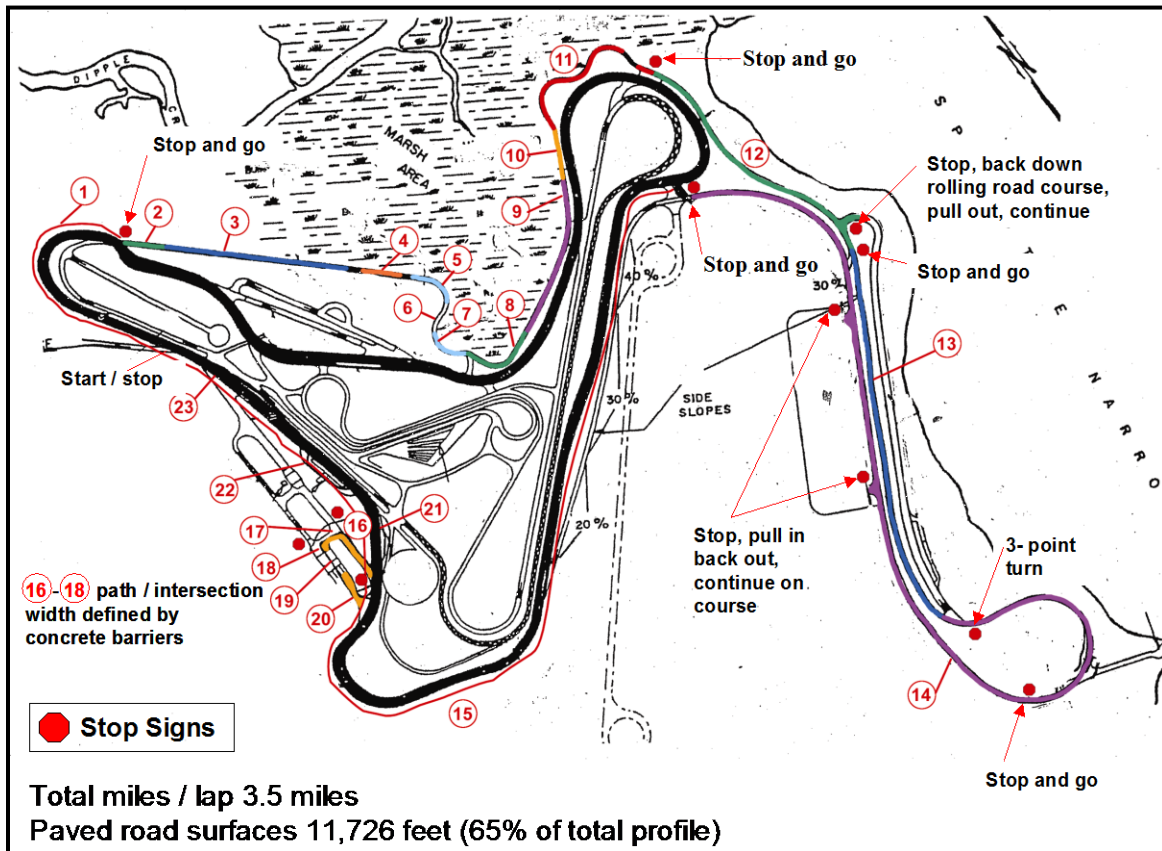 DIPPLE
CR
MARSH
AREA
SPTENARRO
11
Stop and go
Stop and go
1
2
3
10
12
Stop, back down
rolling road course,
pull out, continue
9
4
5
Stop and go
Stop and go
40%
30%
6
7
8
13
Start / stop
23
SIDE
SLOPES
30%
22
21
20%
17
16
18
19
20
Stop, pull in
back out,
continue on
course
3- point
turn
16-18 path / intersection
width defined by
concrete barriers
15
14
Stop Signs
Stop and go
Total miles / lap 3.5 miles
Paved road surfaces 11,726 feet (65% of total profile)